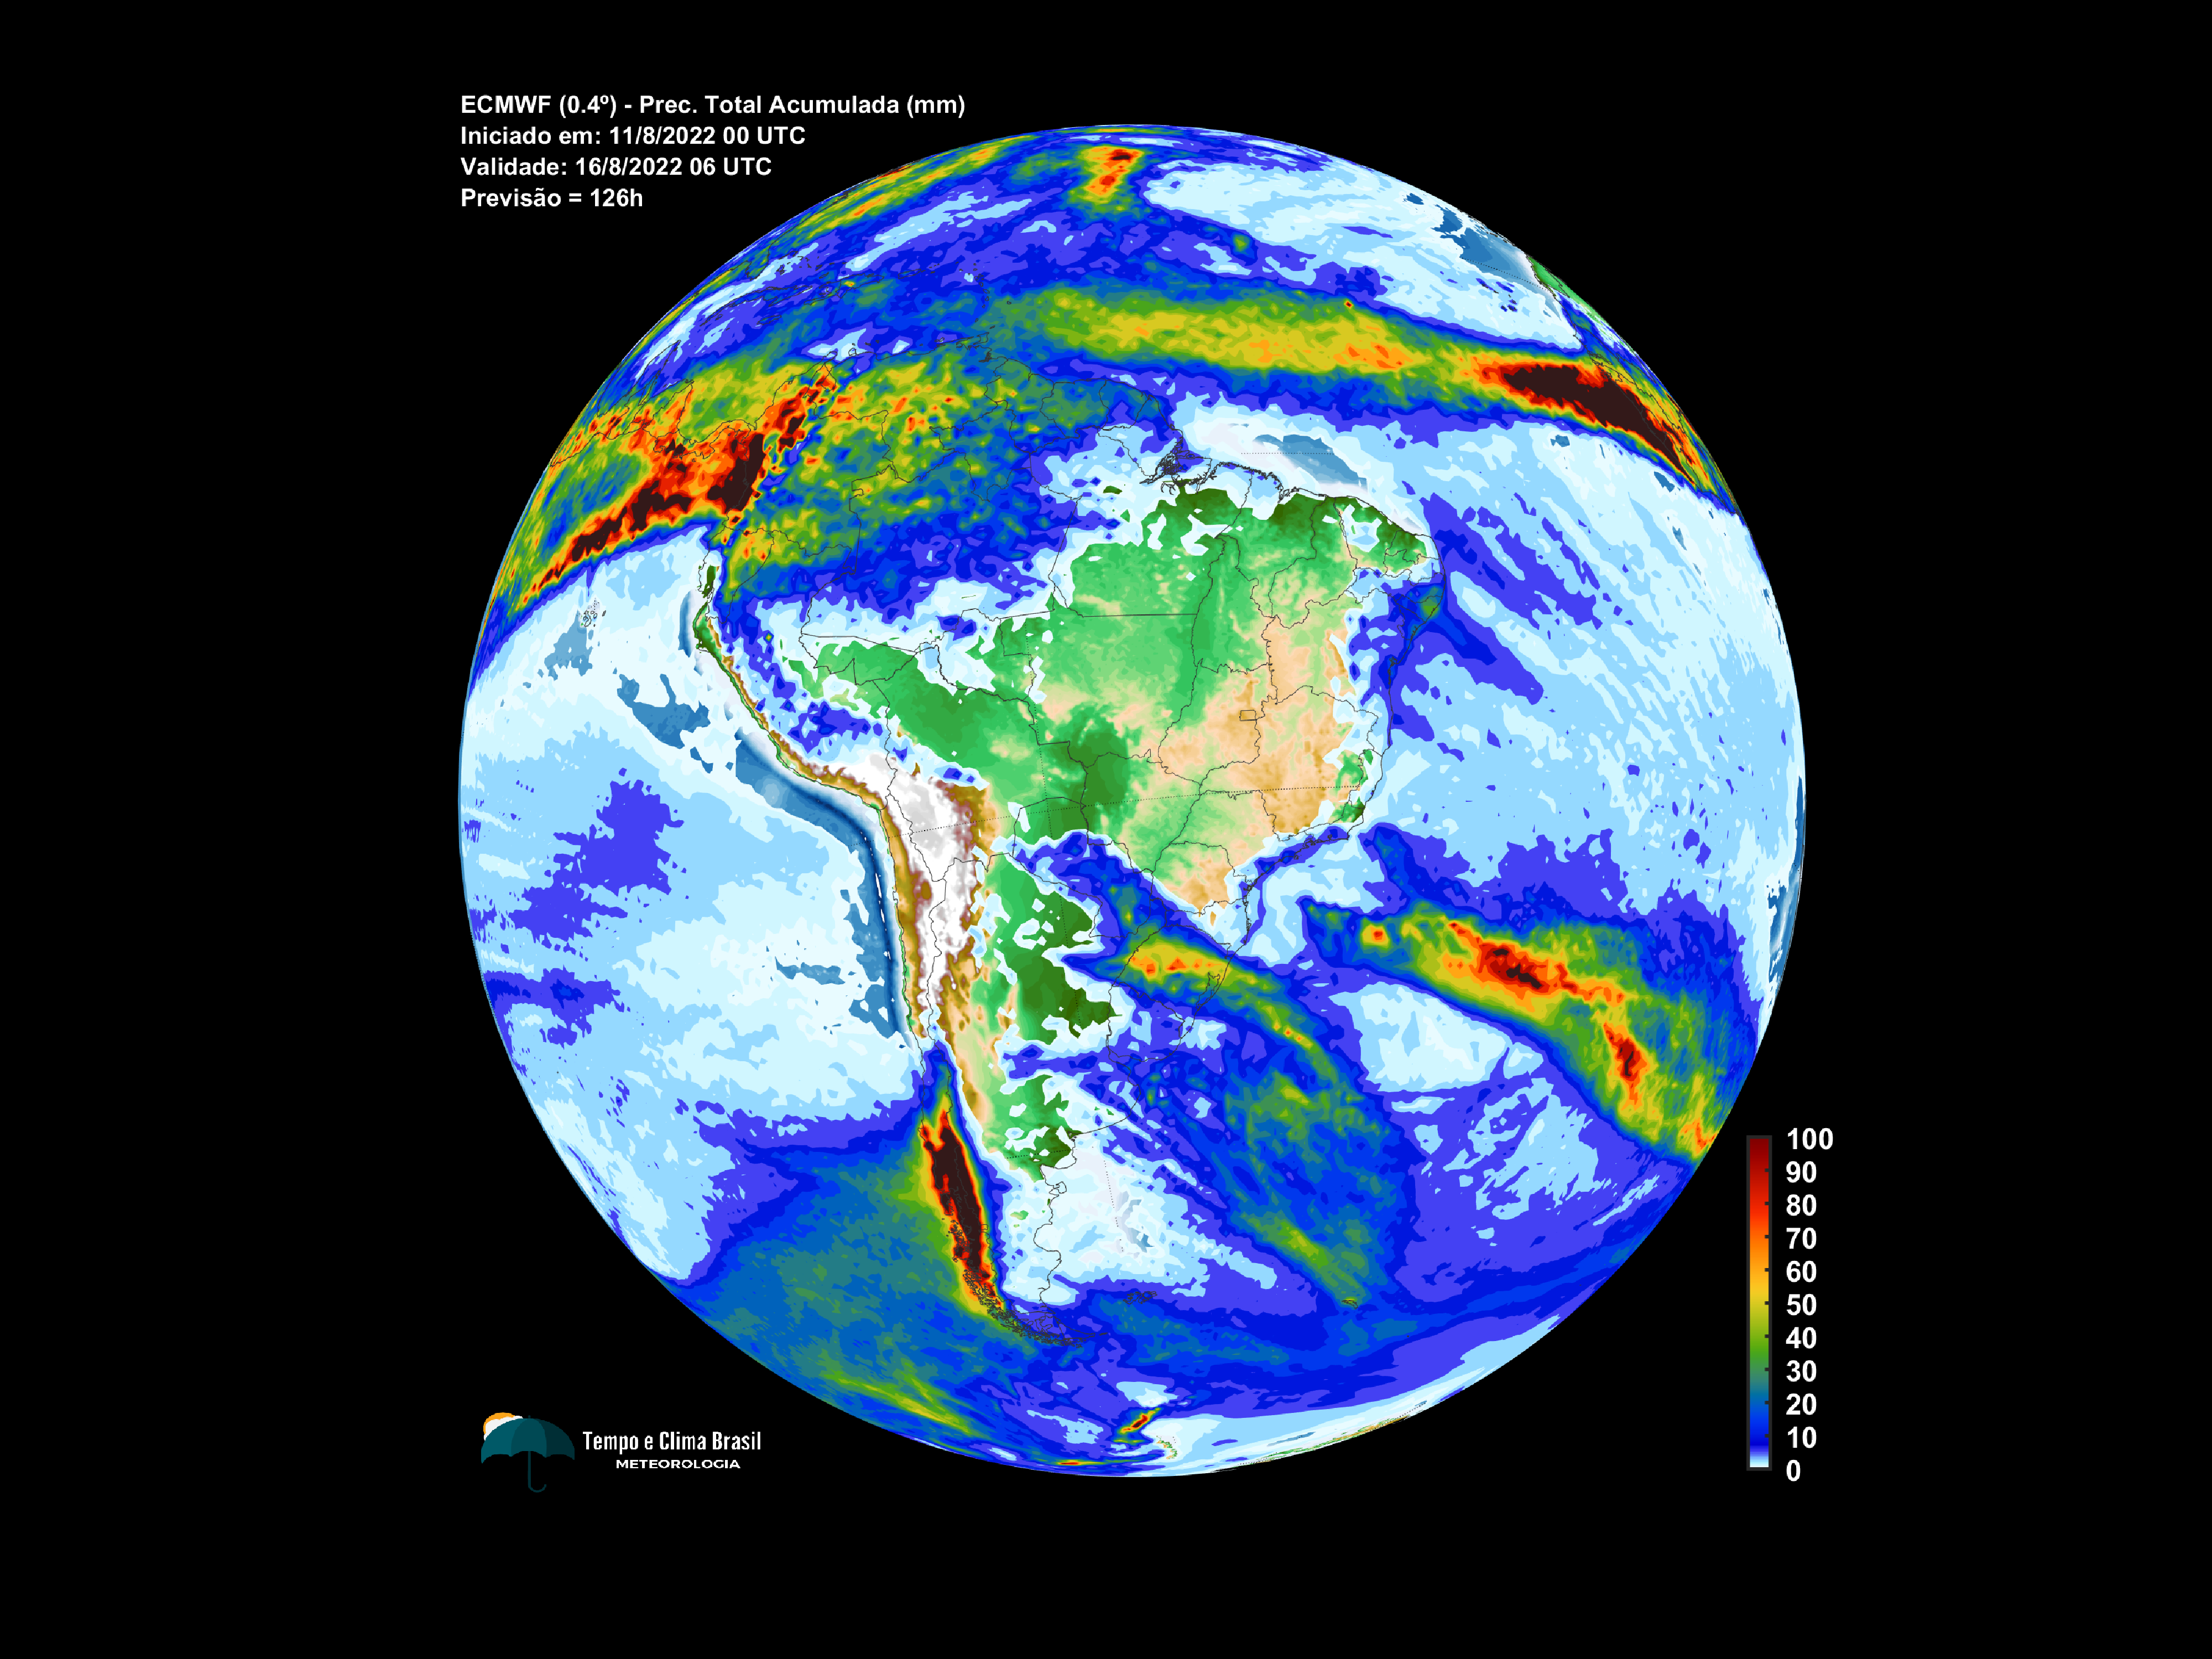 ECMWF (0.4º) - Prec. Total Acumulada (mm)
Iniciado em: 11/8/2022 00 UTC
Validade: 16/8/2022 06 UTC
Previsão = 126h
100
90
80
70
60
50
40
30
20
10
0
Tempo e Clima Brasil
METEOROLOGIA